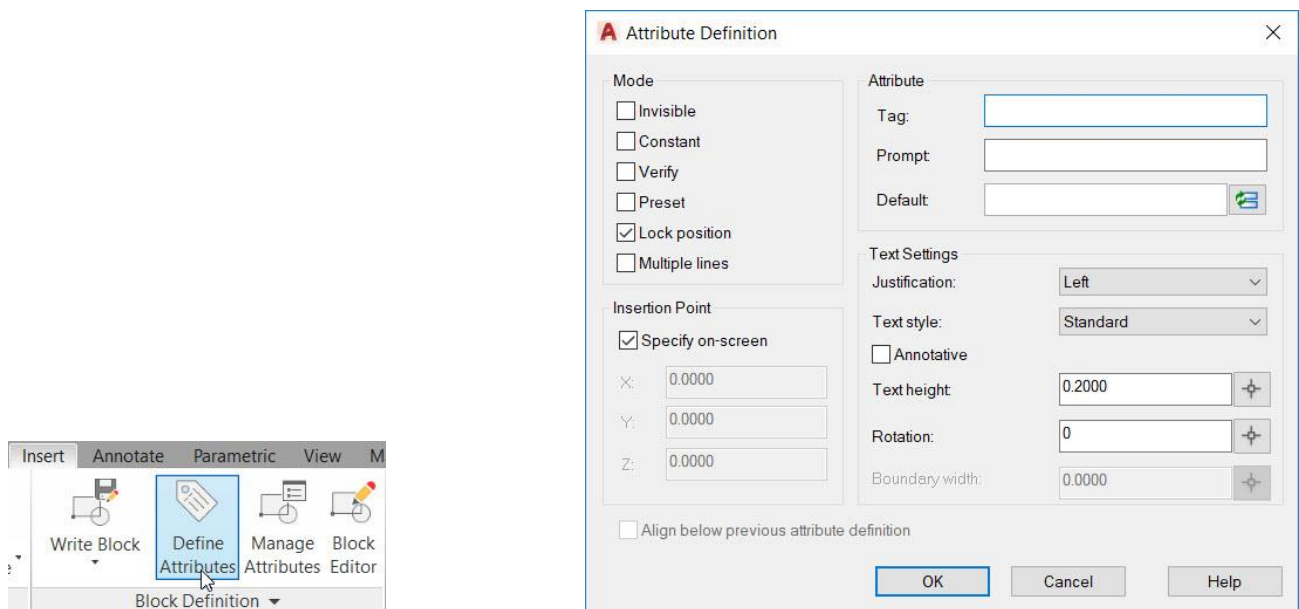 Insert Annotate Parametric View M
Write Block
Define Attributes
Manage Attributes
Block Editor
Block Definition
Attribute Definition
Mode
Invisible
Constant
Verify
Preset
Lock position
Multiple lines
Insertion Point
Specify on-screen
X: 0.0000
Y: 0.0000
Z: 0.0000
Attribute
Tag:
Prompt:
Default:
Text Settings
Justification: Left
Text style: Standard
Annotative
Text height: 0.2000
Rotation: 0
Boundary width: 0.0000
Align below previous attribute definition
OK Cancel Help